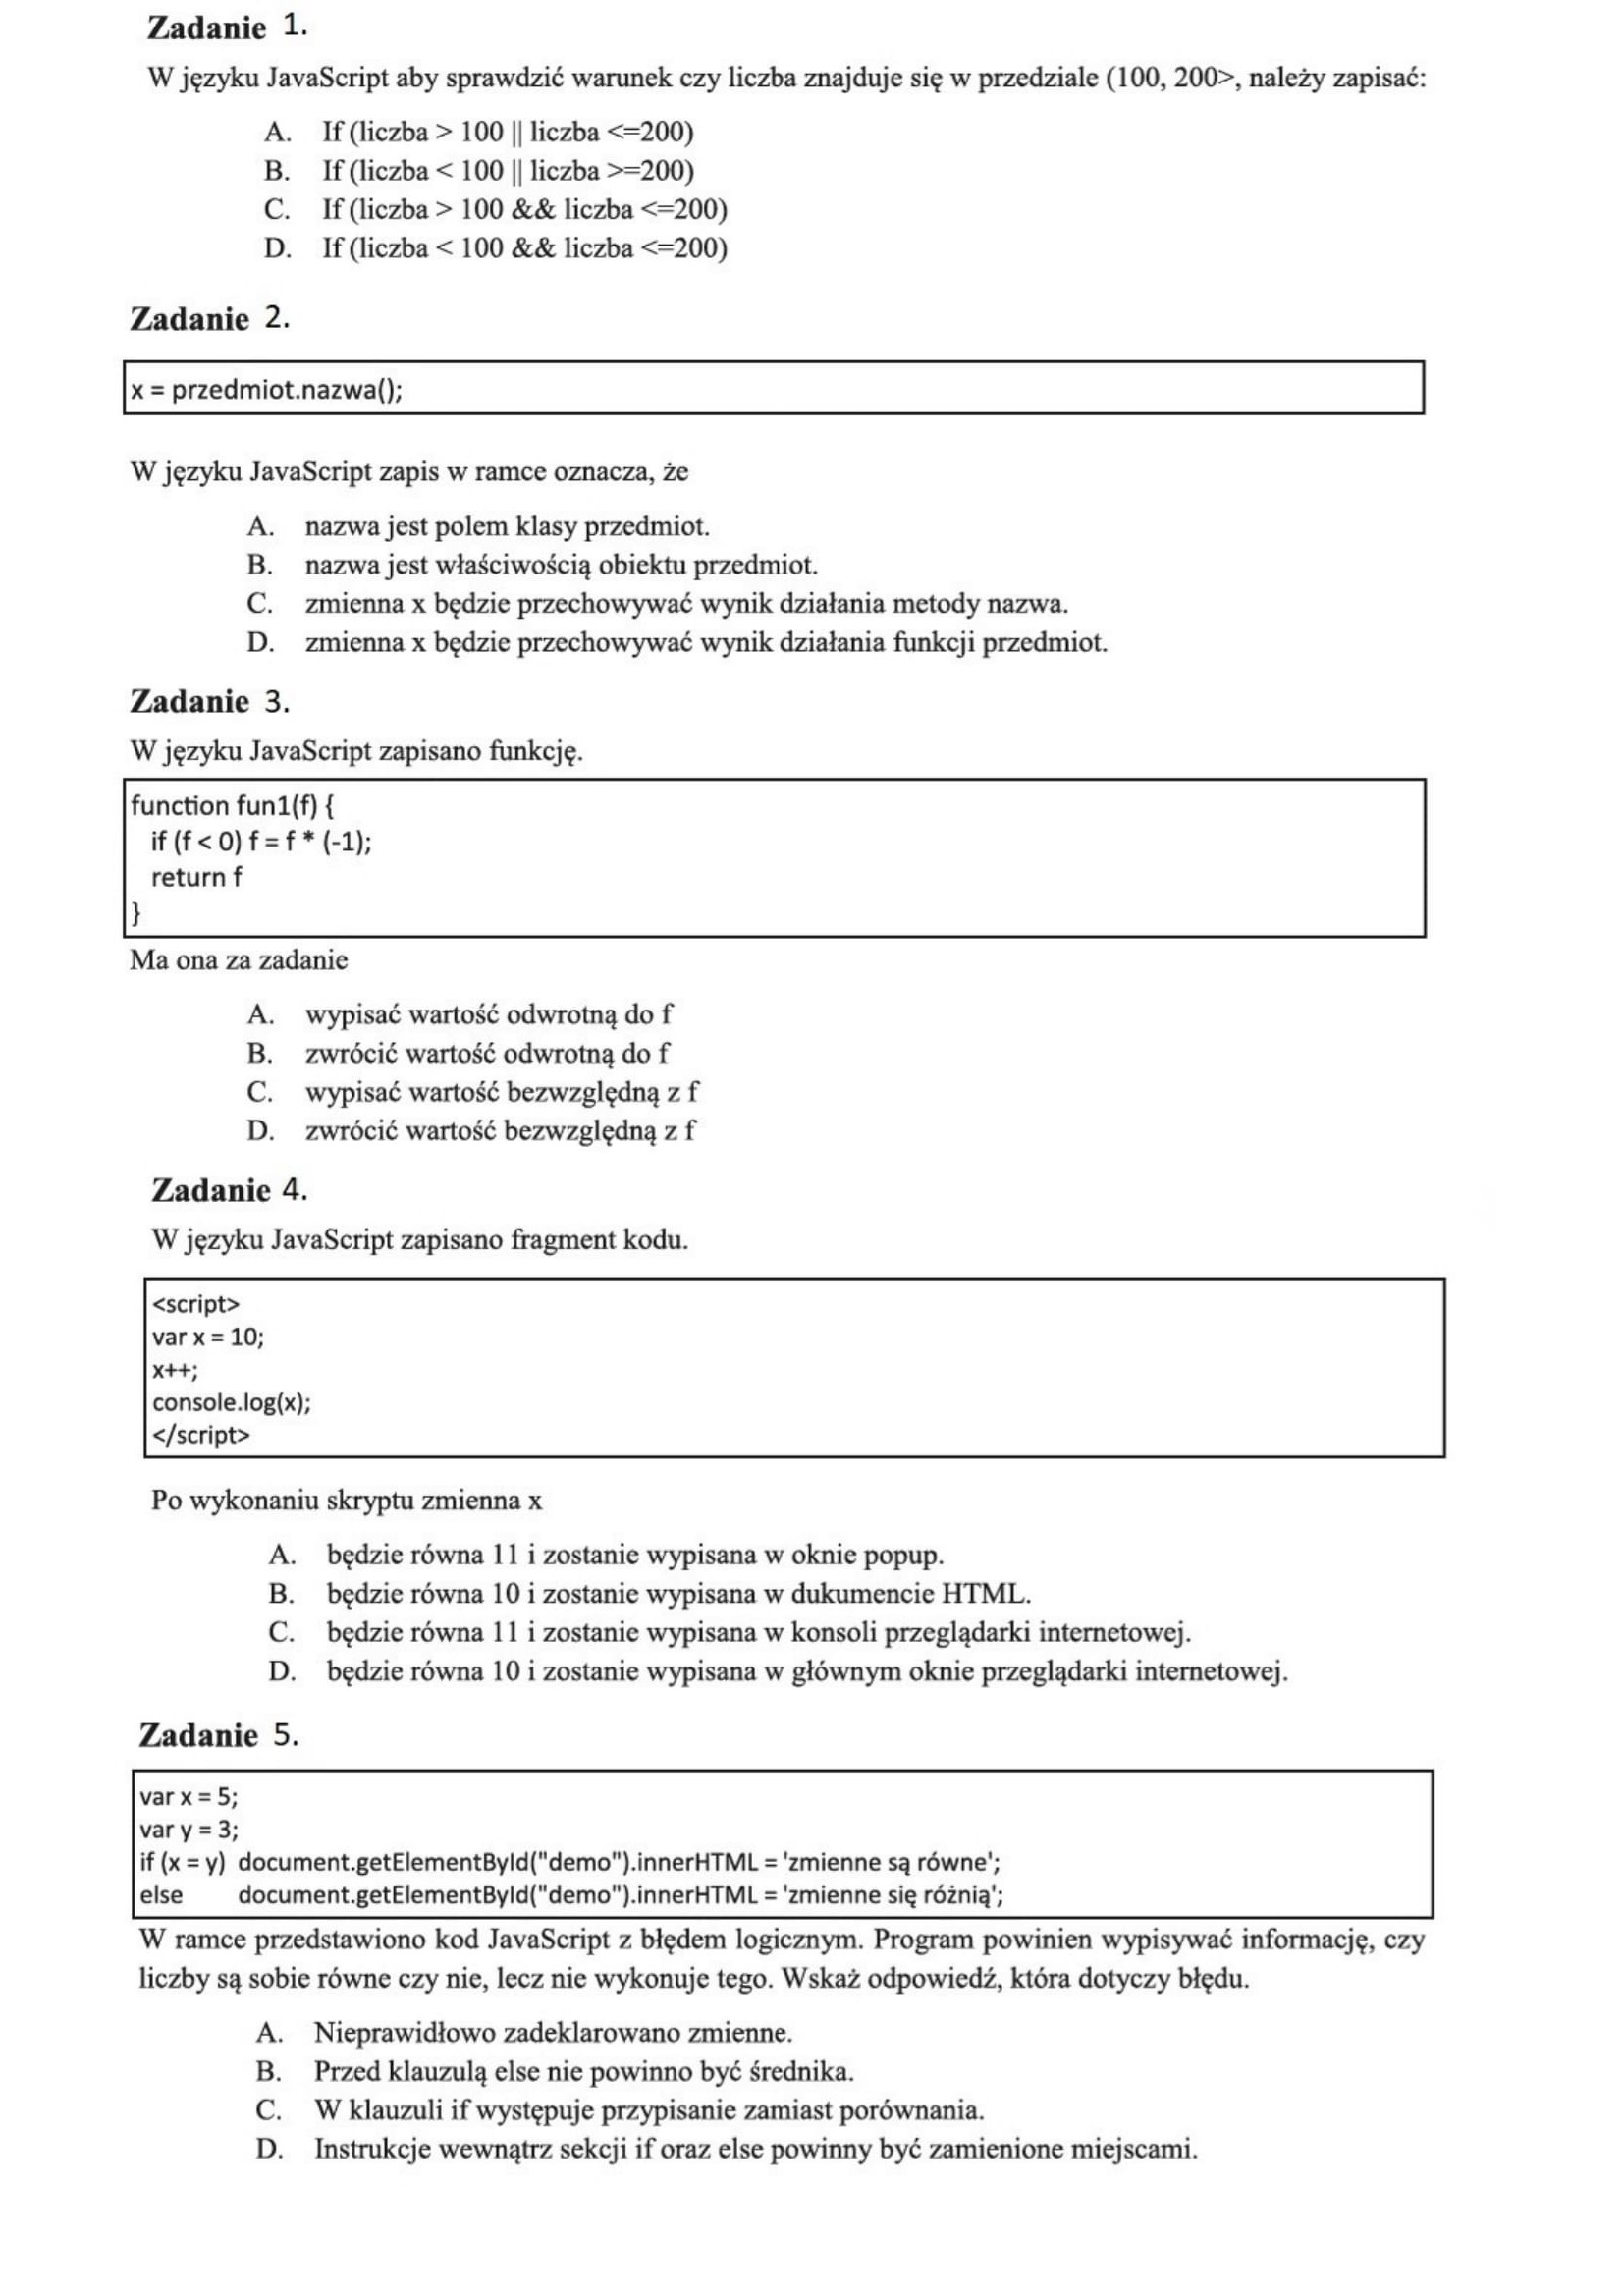 Zadanie 1.
W języku JavaScript aby sprawdzić warunek czy liczba znajduje się w przedziale (100, 200>, należy zapisać:
A. If (liczba > 100 || liczba <=200)
B. If (liczba < 100 || liczba >=200)
C. If (liczba > 100 && liczba <=200)
D. If (liczba < 100 && liczba <=200)
Zadanie 2.
x = przedmiot.nazwa();
W języku JavaScript zapis w ramce oznacza, że
A. nazwa jest polem klasy przedmiot.
B. nazwa jest właściwością obiektu przedmiot.
C. zmienna x będzie przechowywać wynik działania metody nazwa.
D. zmienna x będzie przechowywać wynik działania funkcji przedmiot.
Zadanie 3.
W języku JavaScript zapisano funkcję.
function fun1(f) {
if (f < 0) f = f * (-1);
return f
}
Ma ona za zadanie
A. wypisać wartość odwrotną do f
B. zwrócić wartość odwrotną do f
C. wypisać wartość bezwzględną z f
D. zwrócić wartość bezwzględną z f
Zadanie 4.
W języku JavaScript zapisano fragment kodu.
<script>
var x = 10;
x++;
console.log(x);
</script>
Po wykonaniu skryptu zmienna x
A. będzie równa 11 i zostanie wypisana w oknie popup.
B. będzie równa 10 i zostanie wypisana w dukumencie HTML.
C. będzie równa 11 i zostanie wypisana w konsoli przeglądarki internetowej.
D. będzie równa 10 i zostanie wypisana w głównym oknie przeglądarki internetowej.
Zadanie 5.
var x = 5;
var y = 3;
if (x = y) document.getElementById("demo").innerHTML = 'zmienne są równe';
else document.getElementById("demo").innerHTML = 'zmienne się różnią';
W ramce przedstawiono kod JavaScript z błędem logicznym. Program powinien wypisywać informację, czy
liczby są sobie równe czy nie, lecz nie wykonuje tego. Wskaż odpowiedź, która dotyczy błędu.
A. Nieprawidłowo zadeklarowano zmienne.
B. Przed klauzulą else nie powinno być średnika.
C. W klauzuli if występuje przypisanie zamiast porównania.
D. Instrukcje wewnątrz sekcji if oraz else powinny być zamienione miejscami.